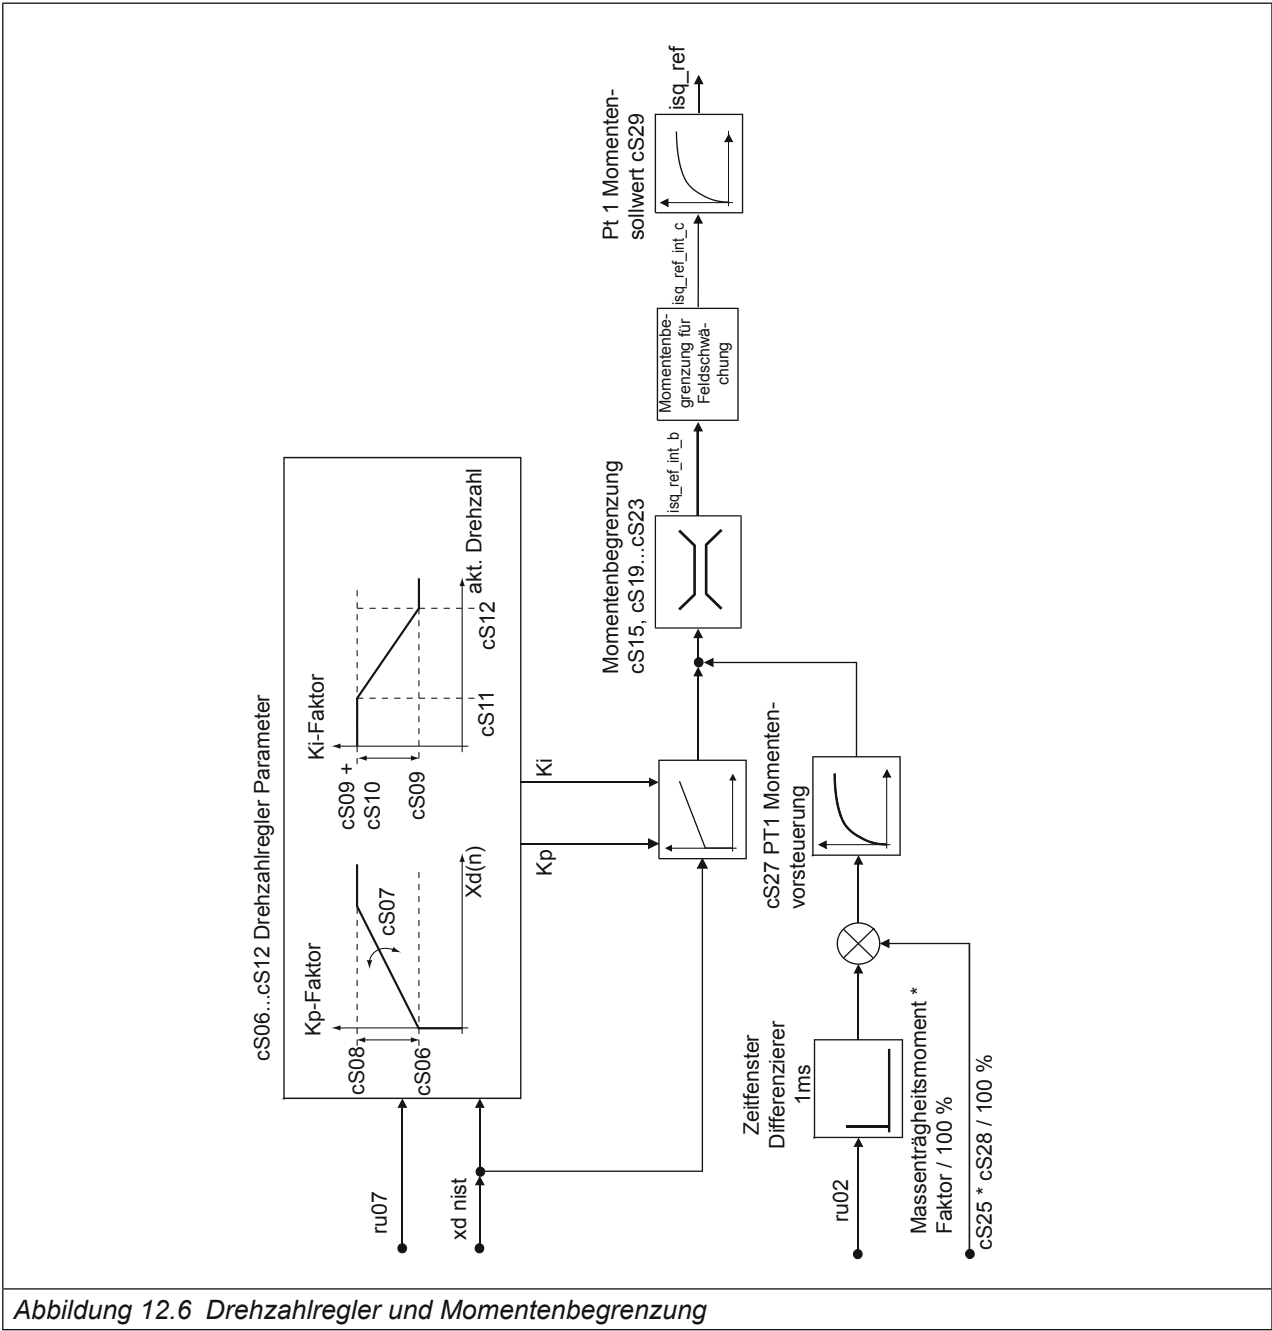 cS06...cS12 Drehzahlregler Parameter
Kp-Faktor
cS08
cS06
cS07
Xd(n)
Ki-Faktor
cS09 +
cS10
cS09
cS11
cS12
akt. Drehzahl
ru07
xd nist
Kp
Ki
Momentenbegrenzung
cS15, cS19...cS23
isq_ref_int_b
Momentenbe-
grenzung für
Feldschwä-
chung
isq_ref_int_c
Pt 1 Momenten-
sollwert cS29
isq_ref
ru02
Zeitfenster
Differenzierer
1ms
cS27 PT1 Momenten-
vorsteuerung
Massenträgheitsmoment *
Faktor / 100 %
cS25 * cS28 / 100 %
Abbildung 12.6 Drehzahlregler und Momentenbegrenzung